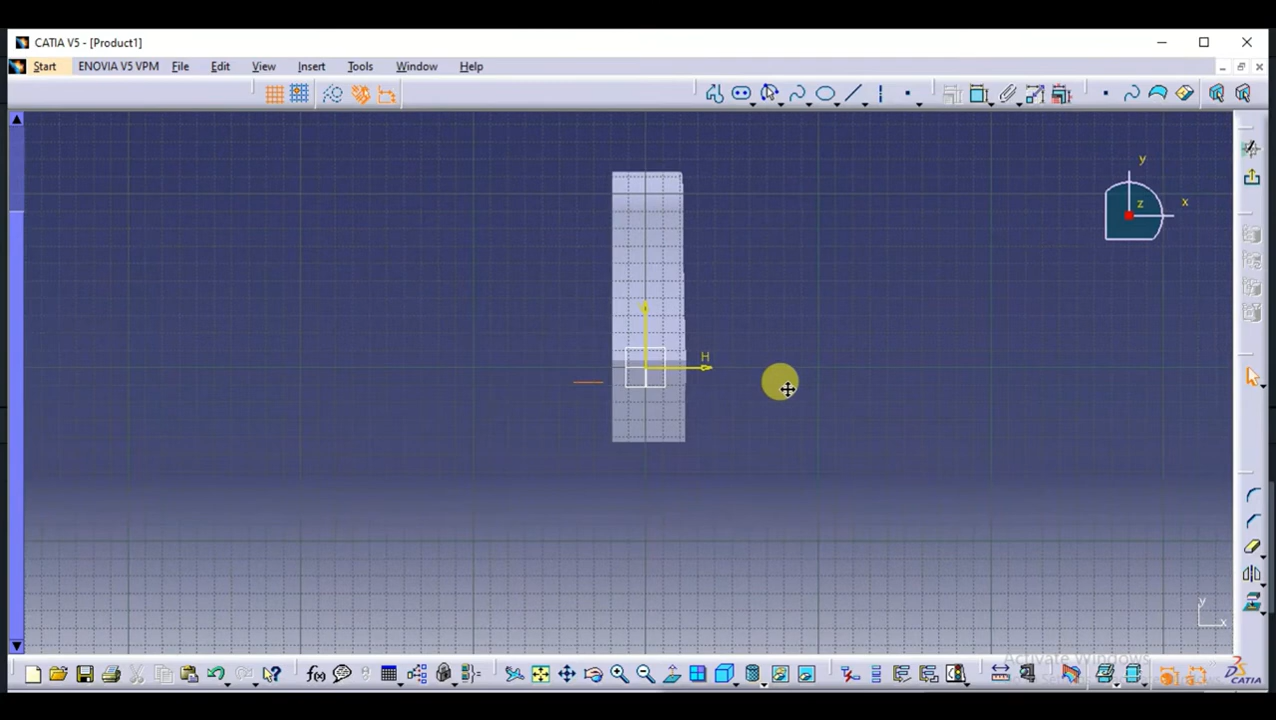 CATIA V5 - [Product1]
Start ENOVIA V5 VPM File Edit View Insert Tools Window Help
y
x
z
H
y
x
f(x)
Activate Windows
CATIA